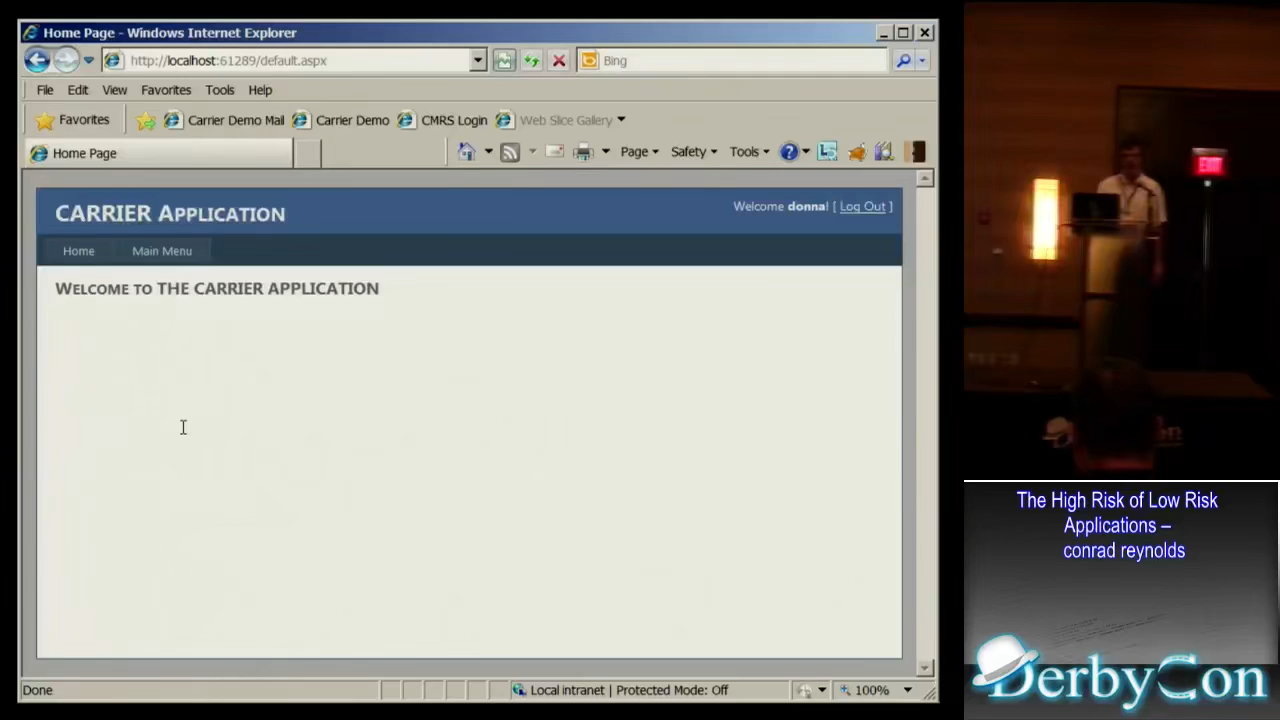 Home Page - Windows Internet Explorer
http://localhost:61289/default.aspx
Bing
File Edit View Favorites Tools Help
Favorites Carrier Demo Mail Carrier Demo CMRS Login Web Slice Gallery
Home Page
Page Safety Tools
CARRIER APPLICATION
Welcome donna! [ Log Out ]
Home Main Menu
WELCOME TO THE CARRIER APPLICATION
Done
Local intranet | Protected Mode: Off
100%
EXIT
The High Risk of Low Risk
Applications –
conrad reynolds
DerbyCon